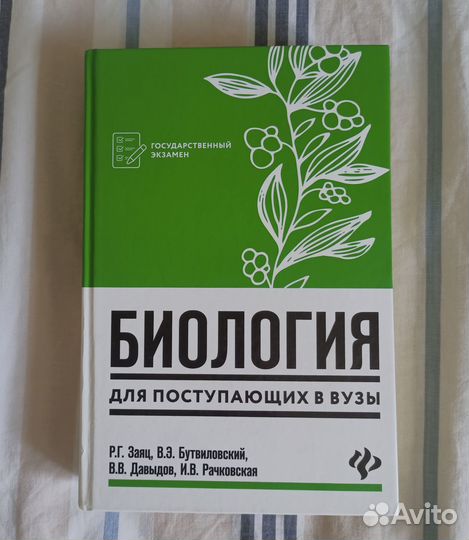 ГОСУДАРСТВЕННЫЙ
ЭКЗАМЕН
БИОЛОГИЯ
ДЛЯ ПОСТУПАЮЩИХ В ВУЗЫ
Р.Г. Заяц, В.Э. Бутвиловский,
В.В. Давыдов, И.В. Рачковская
Avito